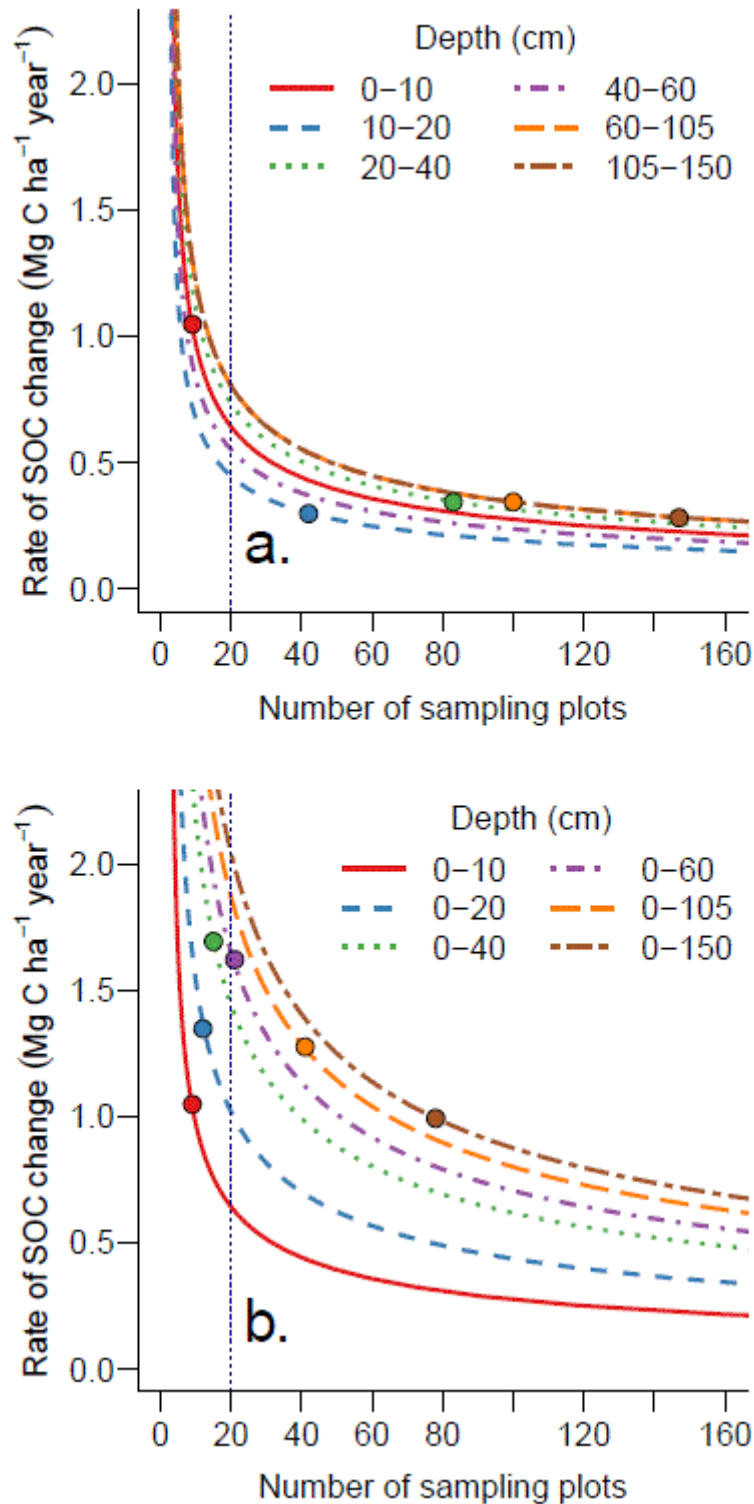 Depth (cm)
0−10 40−60
10−20 60−105
20−40 105−150
Rate of SOC change (Mg C ha⁻¹ year⁻¹)
2.0
1.5
1.0
0.5
0.0
a.
0 20 40 60 80 120 160
Number of sampling plots
Depth (cm)
0−10 0−60
0−20 0−105
0−40 0−150
Rate of SOC change (Mg C ha⁻¹ year⁻¹)
2.0
1.5
1.0
0.5
0.0
b.
0 20 40 60 80 120 160
Number of sampling plots